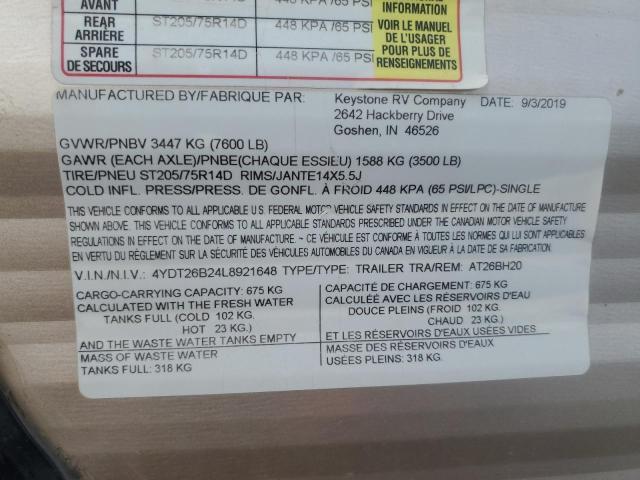 AVANT
REAR ST205/75R14D 448 KPA /65 PSI
ARRIÈRE
SPARE ST205/75R14D 448 KPA /65 PSI
DE SECOURS
INFORMATION
VOIR LE MANUEL
DE L'USAGER
POUR PLUS DE
RENSEIGNEMENTS
MANUFACTURED BY/FABRIQUE PAR: Keystone RV Company DATE: 9/3/2019
2642 Hackberry Drive
Goshen, IN 46526
GVWR/PNBV 3447 KG (7600 LB)
GAWR (EACH AXLE)/PNBE(CHAQUE ESSIEU) 1588 KG (3500 LB)
TIRE/PNEU ST205/75R14D RIMS/JANTE14X5.5J
COLD INFL. PRESS/PRESS. DE GONFL. À FROID 448 KPA (65 PSI/LPC)-SINGLE
THIS VEHICLE CONFORMS TO ALL APPLICABLE U.S. FEDERAL MOTOR VEHICLE SAFETY STANDARDS IN EFFECT ON THE DATE OF MANUFACTURE
SHOWN ABOVE. THIS VEHICLE CONFORMS TO ALL APPLICABLE STANDARDS PRESCRIBED UNDER THE CANADIAN MOTOR VEHICLE SAFETY
REGULATIONS IN EFFECT ON THE DATE OF MANUFACTURE. ~ CE VÉHICULE EST CONFORME À TOUTES LES NORMES QUI LUI SONT APPLICABLES
EN VERTU DU RÈGLEMENT SUR LA SÉCURITÉ DES VÉHICULES AUTOMOBILES DU CANADA EN VIGUEUR À LA DATE DE SA FABRICATION.
V.I.N./N.I.V.: 4YDT26B24L8921648 TYPE/TYPE: TRAILER TRA/REM: AT26BH20
CARGO-CARRYING CAPACITY: 675 KG
CALCULATED WITH THE FRESH WATER
TANKS FULL (COLD 102 KG.
HOT 23 KG.)
AND THE WASTE WATER TANKS EMPTY
MASS OF WASTE WATER
TANKS FULL: 318 KG
CAPACITÉ DE CHARGEMENT: 675 KG
CALCULÉE AVEC LES RÉSERVOIRS D'EAU
DOUCE PLEINS (FROID 102 KG.
CHAUD 23 KG.)
ET LES RÉSERVOIRS D'EAUX USÉES VIDES
MASSE DES RÉSERVOIRS D'EAUX
USÉES PLEINS: 318 KG